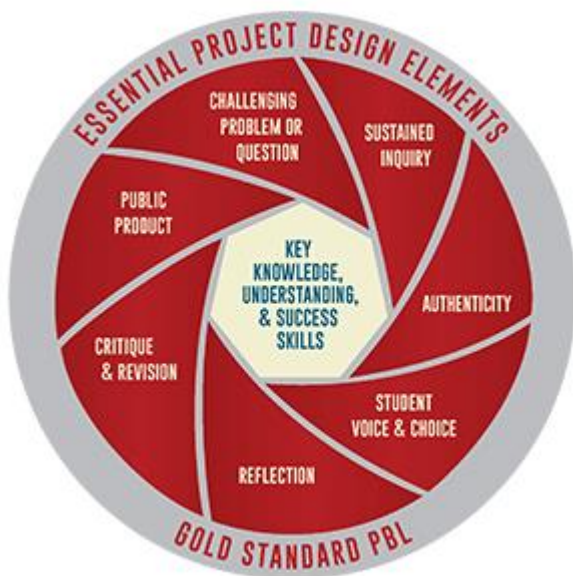 ESSENTIAL PROJECT DESIGN ELEMENTS
CHALLENGING
PROBLEM OR
QUESTION
SUSTAINED
INQUIRY
AUTHENTICITY
STUDENT
VOICE & CHOICE
REFLECTION
CRITIQUE
& REVISION
PUBLIC
PRODUCT
KEY
KNOWLEDGE,
UNDERSTANDING,
& SUCCESS
SKILLS
GOLD STANDARD PBL